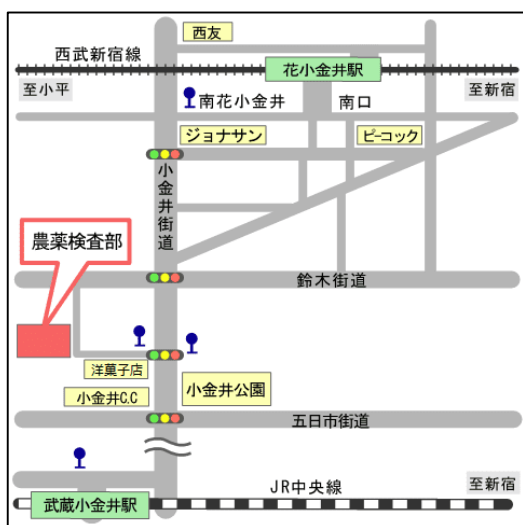 西友
西武新宿線
花小金井駅
至小平
至新宿
南花小金井
南口
ジョナサン
ピーコック
小金井街道
農薬検査部
鈴木街道
洋菓子店
小金井C.C
小金井公園
五日市街道
JR中央線
至新宿
武蔵小金井駅